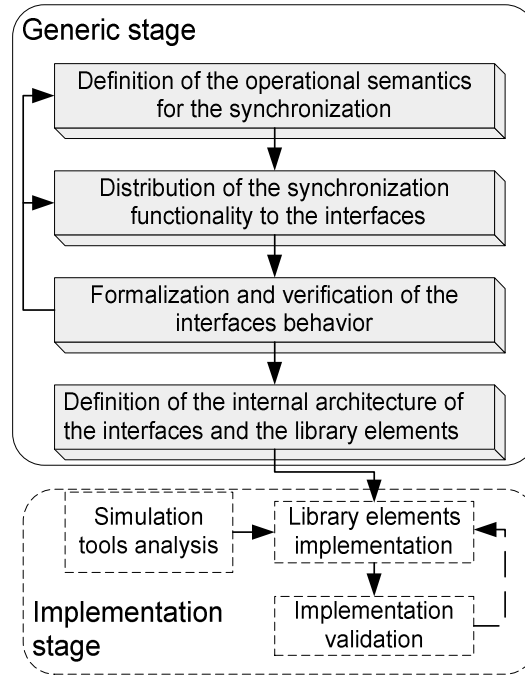 Generic stage
Definition of the operational semantics
for the synchronization
Distribution of the synchronization
functionality to the interfaces
Formalization and verification of the
interfaces behavior
Definition of the internal architecture of
the interfaces and the library elements
Simulation
tools analysis
Library elements
implementation
Implementation
validation
Implementation
stage